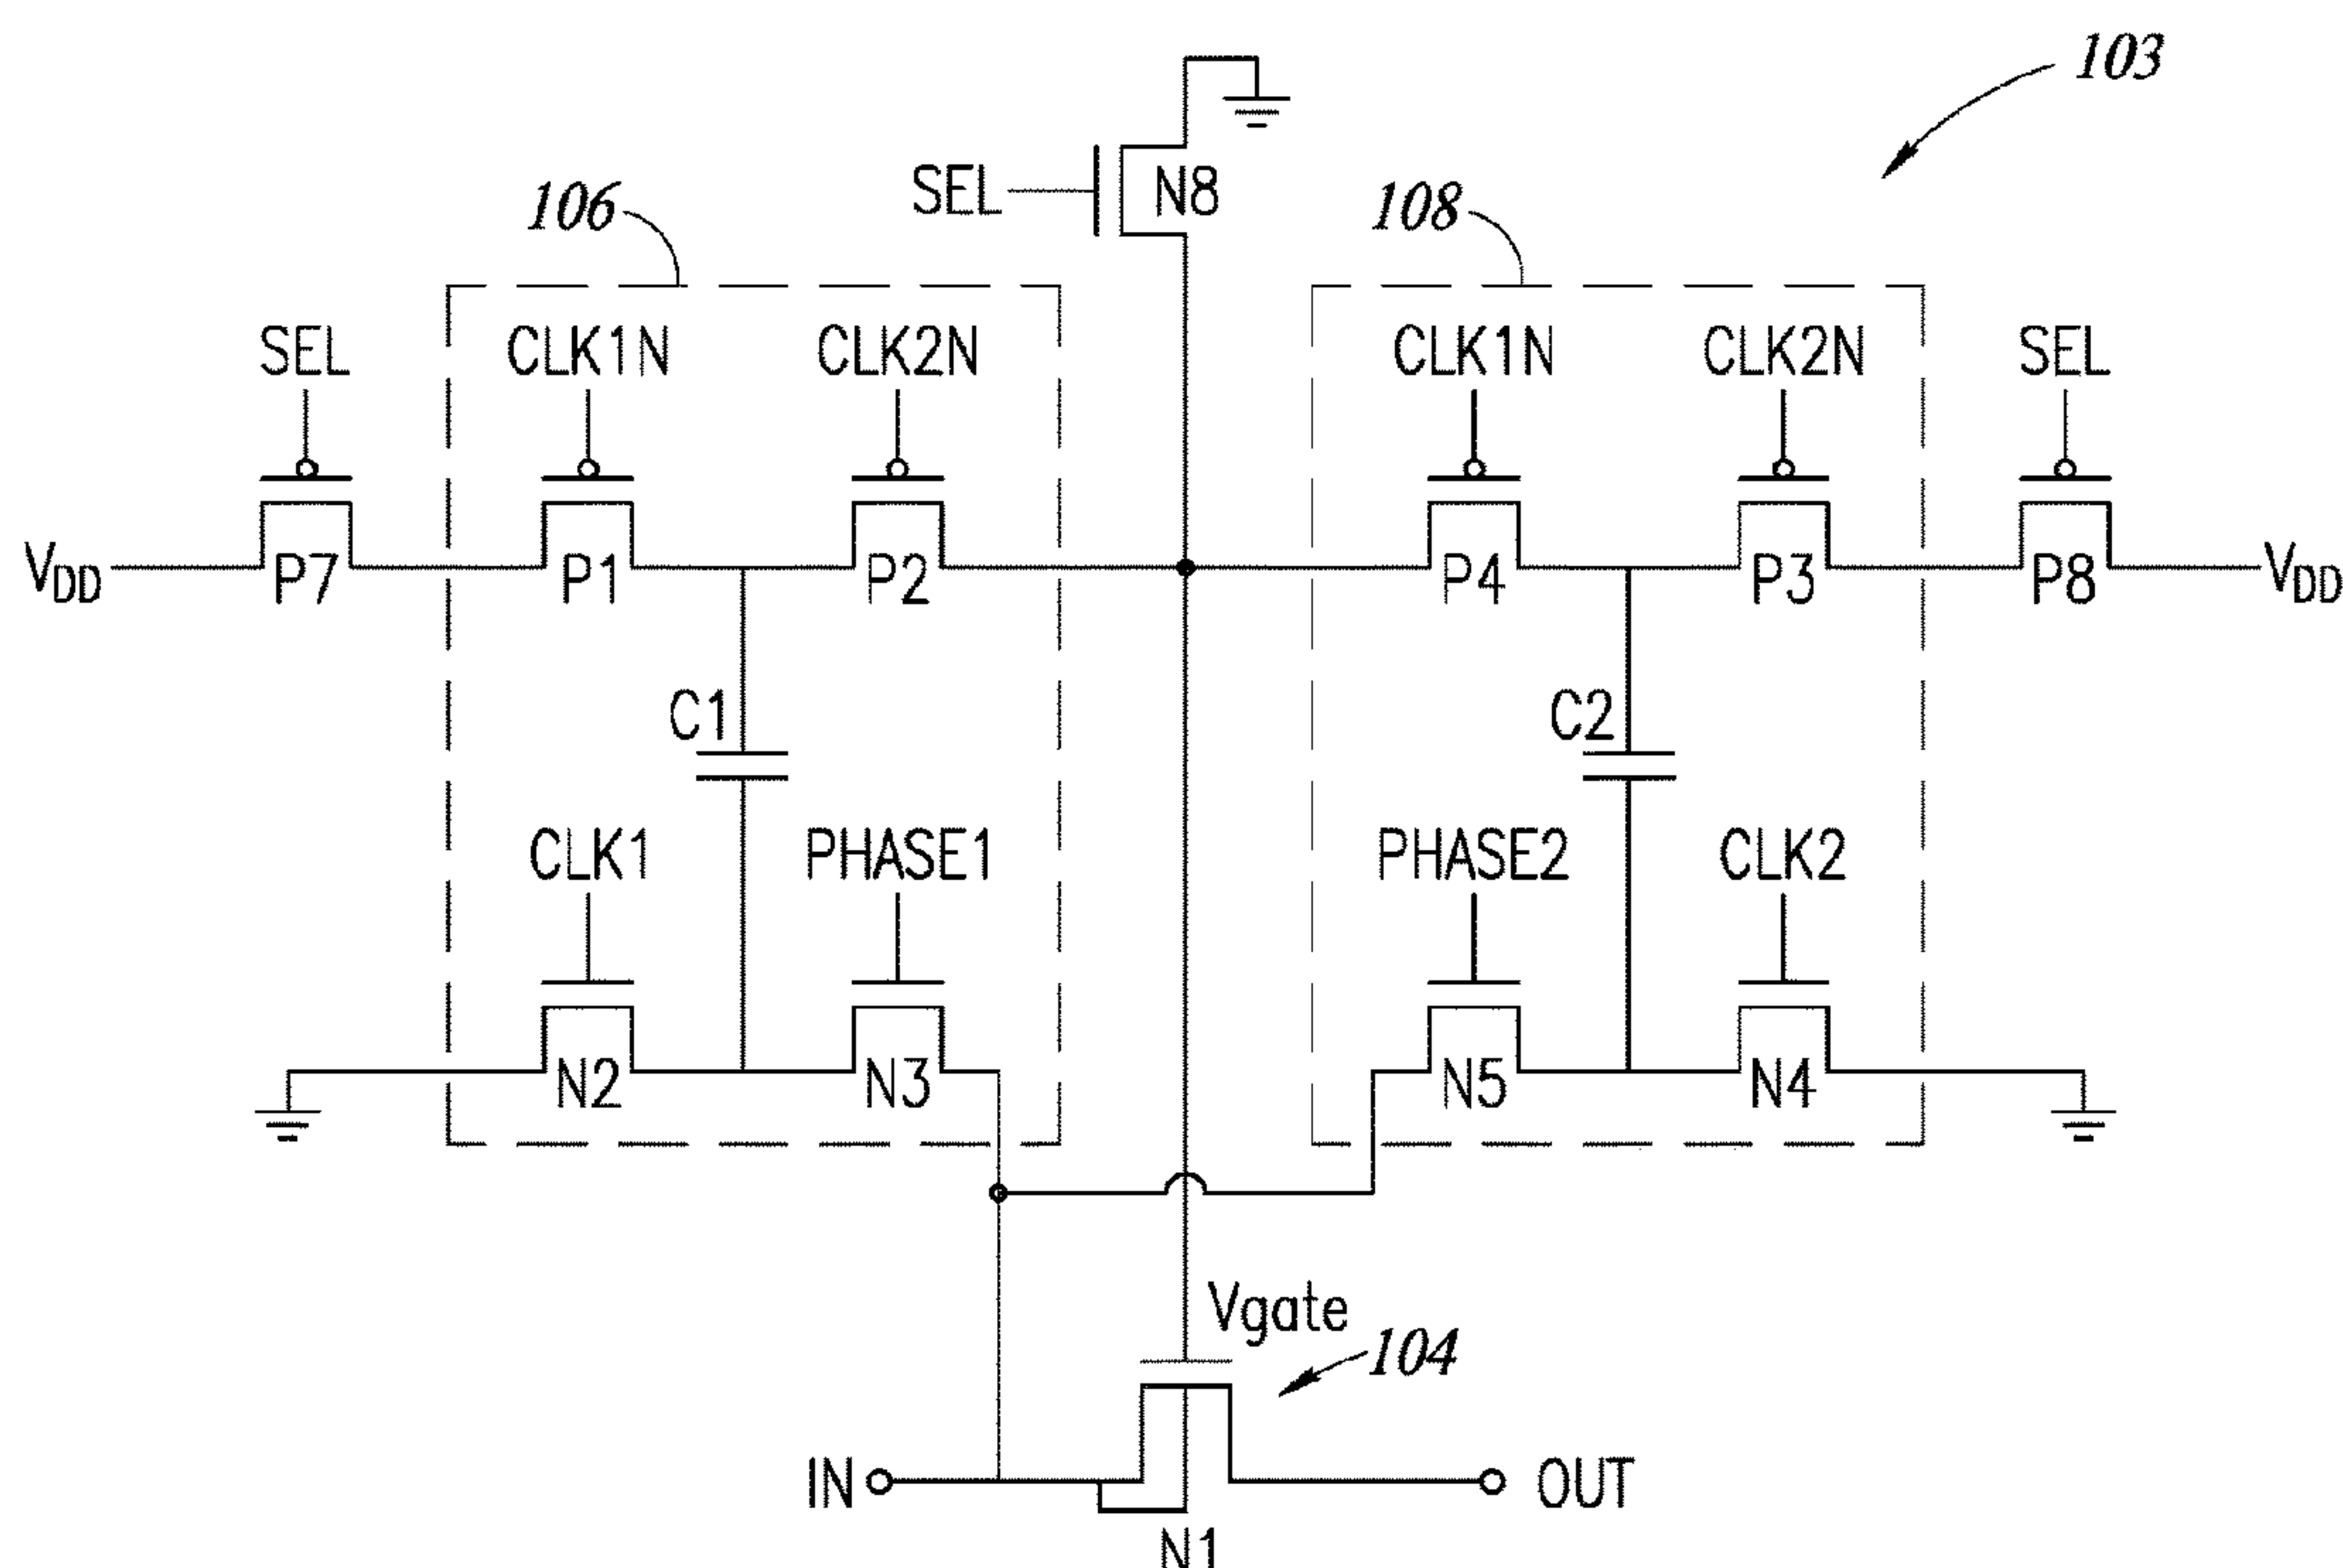 103
SEL N8
106
108
SEL CLK1N CLK2N CLK1N CLK2N SEL
VDD P7 P1 P2 P4 P3 P8 VDD
C1 C2
CLK1 PHASE1 PHASE2 CLK2
N2 N3 N5 N4
Vgate
104
IN OUT
N1